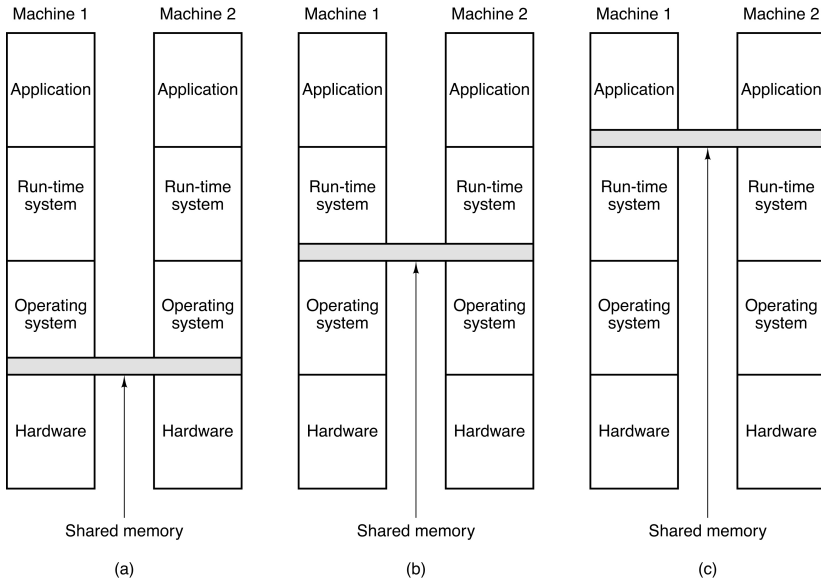 Machine 1
Machine 2
Application
Application
Run-time
system
Run-time
system
Operating
system
Operating
system
Hardware
Hardware
Shared memory
(a)
Machine 1
Machine 2
Application
Application
Run-time
system
Run-time
system
Operating
system
Operating
system
Hardware
Hardware
Shared memory
(b)
Machine 1
Machine 2
Application
Application
Run-time
system
Run-time
system
Operating
system
Operating
system
Hardware
Hardware
Shared memory
(c)